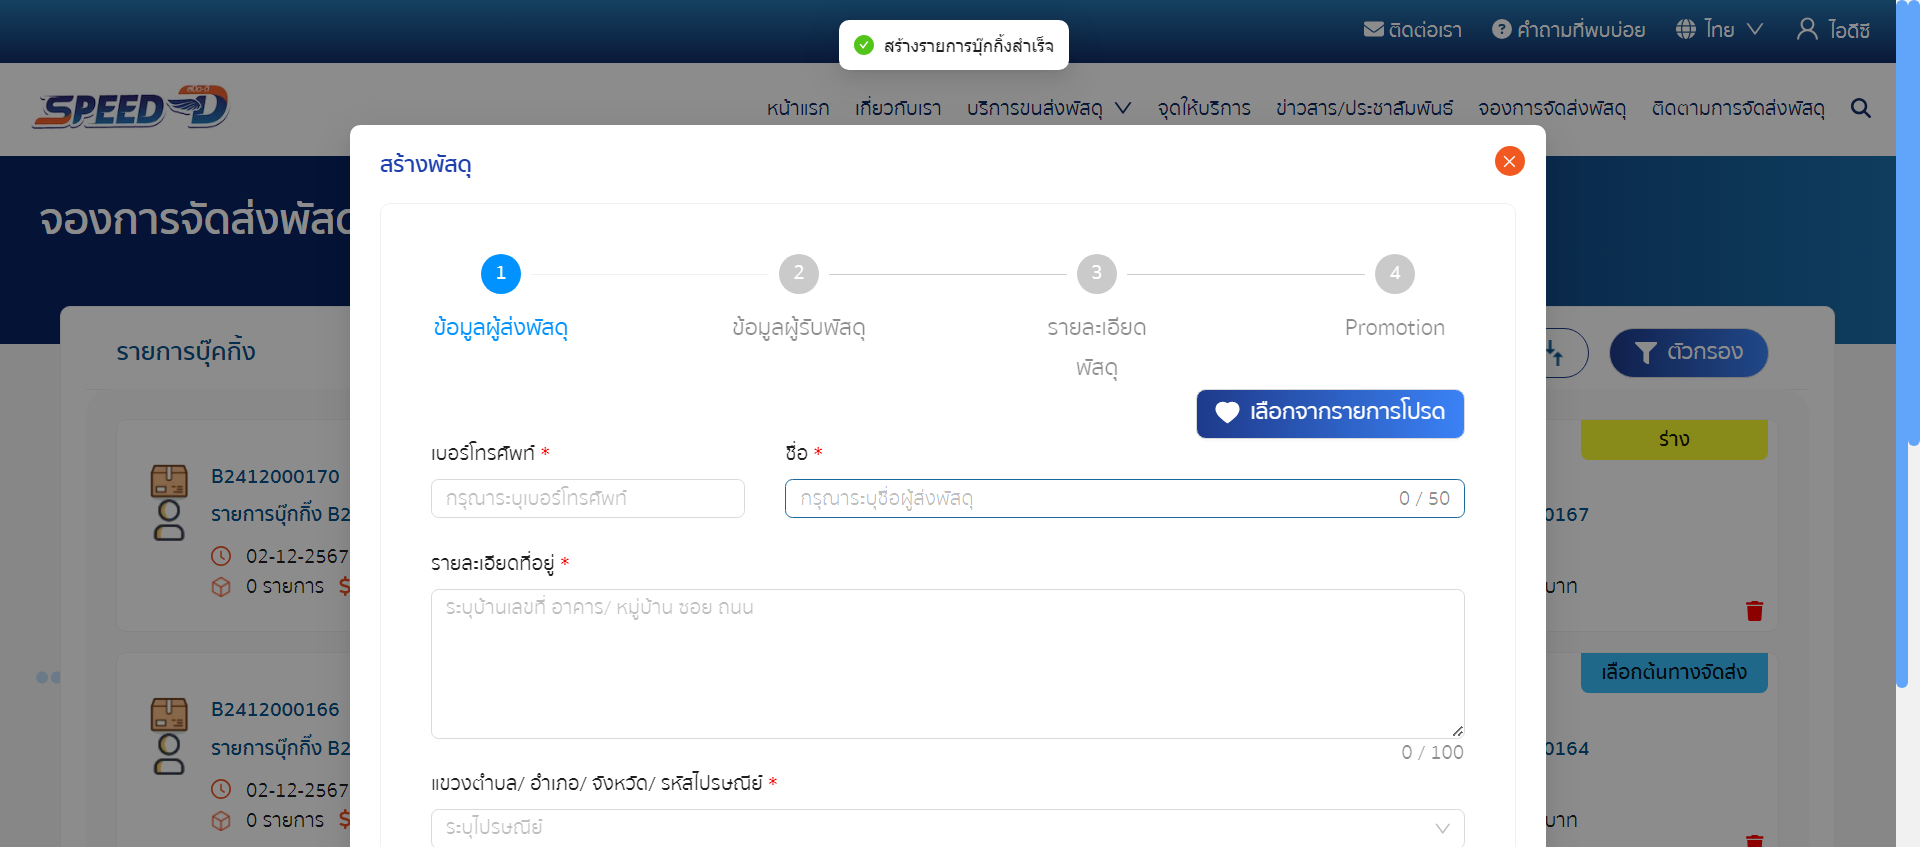 ติดต่อเรา
คำถามที่พบบ่อย
ไทย
ไอดีซี
สร้างรายการบุ๊กกิ้งสำเร็จ
สปีด-ดี
SPEED-D
หน้าแรก
เกี่ยวกับเรา
บริการขนส่งพัสดุ
จุดให้บริการ
ข่าวสาร/ประชาสัมพันธ์
จองการจัดส่งพัสดุ
ติดตามการจัดส่งพัสดุ
จองการจัดส่งพัสดุ
สร้างพัสดุ
1
2
3
4
ข้อมูลผู้ส่งพัสดุ
ข้อมูลผู้รับพัสดุ
รายละเอียด
พัสดุ
Promotion
รายการบุ๊คกิ้ง
ตัวกรอง
เลือกจากรายการโปรด
เบอร์โทรศัพท์ *
ชื่อ *
กรุณาระบุเบอร์โทรศัพท์
กรุณาระบุชื่อผู้ส่งพัสดุ
0 / 50
รายละเอียดที่อยู่ *
ระบุบ้านเลขที่ อาคาร/ หมู่บ้าน ซอย ถนน
0 / 100
แขวงตำบล/ อำเภอ/ จังหวัด/ รหัสไปรษณีย์ *
ระบุไปรษณีย์
B2412000170
รายการบุ๊กกิ้ง B2
02-12-2567
0 รายการ
ร่าง
0167
บาท
B2412000166
รายการบุ๊กกิ้ง B2
02-12-2567
0 รายการ
เลือกต้นทางจัดส่ง
0164
บาท